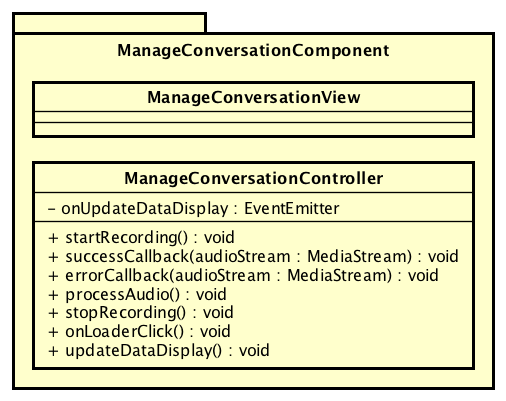 ManageConversationComponent
ManageConversationView
ManageConversationController
- onUpdateDataDisplay : EventEmitter
+ startRecording() : void
+ successCallback(audioStream : MediaStream) : void
+ errorCallback(audioStream : MediaStream) : void
+ processAudio() : void
+ stopRecording() : void
+ onLoaderClick() : void
+ updateDataDisplay() : void